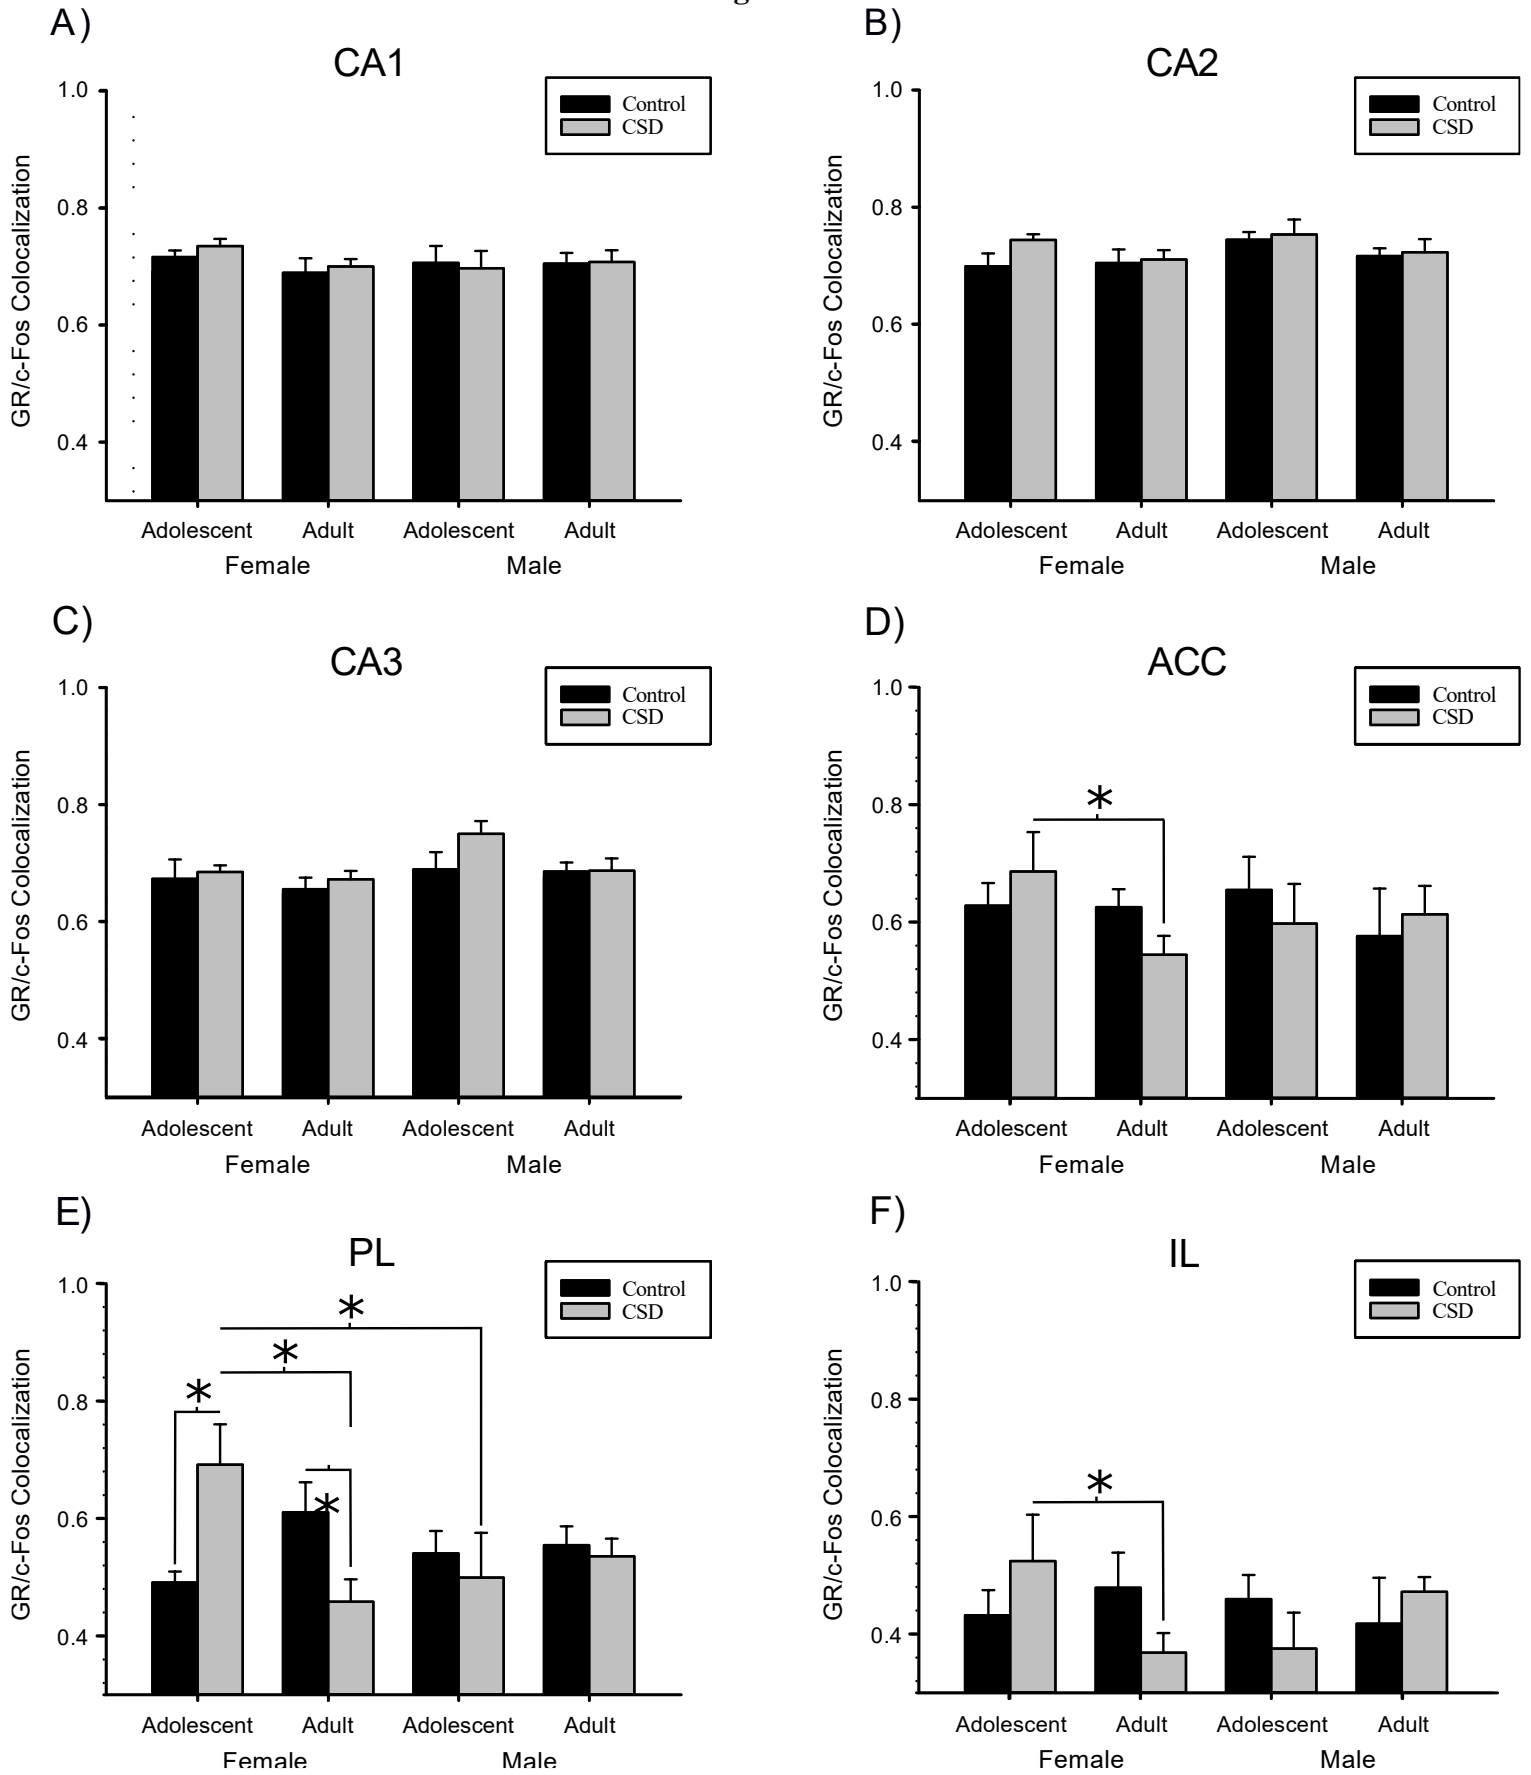 g
A)
CA1
Control
CSD
GR/c-Fos Colocalization
1.0
0.8
0.6
0.4
Adolescent Adult Adolescent Adult
Female Male
B)
CA2
Control
CSD
GR/c-Fos Colocalization
1.0
0.8
0.6
0.4
Adolescent Adult Adolescent Adult
Female Male
C)
CA3
Control
CSD
GR/c-Fos Colocalization
1.0
0.8
0.6
0.4
Adolescent Adult Adolescent Adult
Female Male
D)
ACC
Control
CSD
GR/c-Fos Colocalization
1.0
0.8
0.6
0.4
*
Adolescent Adult Adolescent Adult
Female Male
E)
PL
Control
CSD
GR/c-Fos Colocalization
1.0
0.8
0.6
0.4
*
*
*
*
Adolescent Adult Adolescent Adult
Female Male
F)
IL
Control
CSD
GR/c-Fos Colocalization
1.0
0.8
0.6
0.4
*
Adolescent Adult Adolescent Adult
Female Male